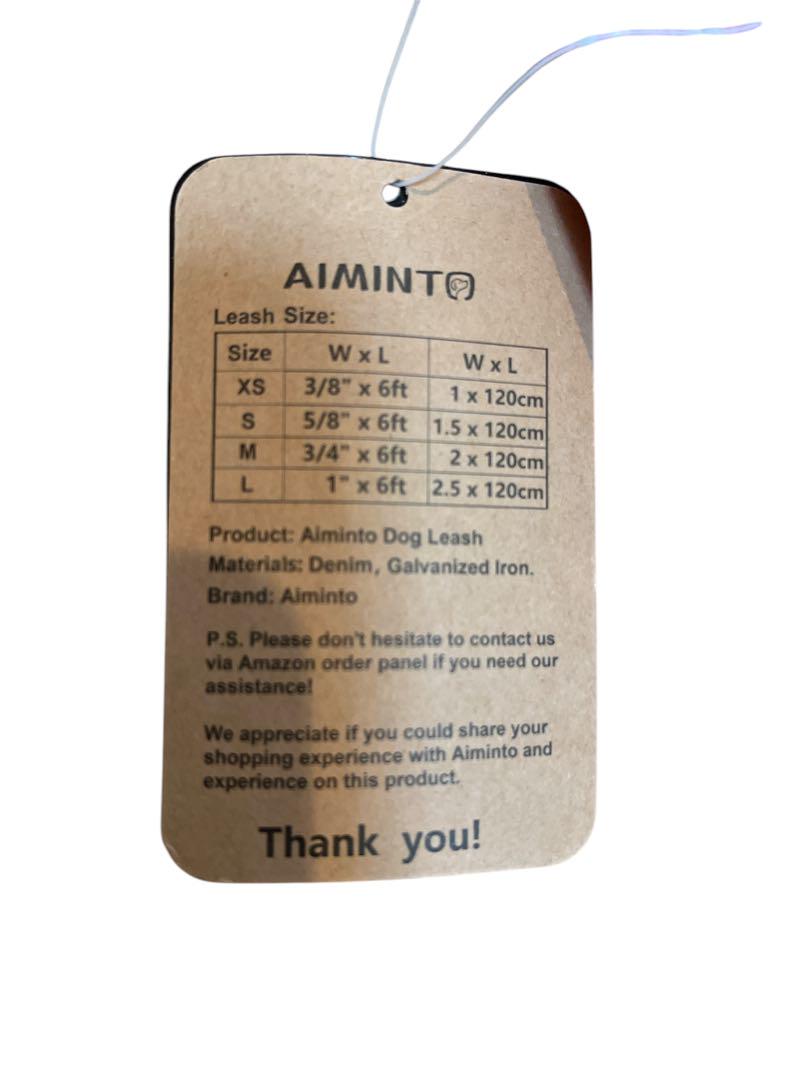 AIMINTO
Leash Size:
Size W x L W x L
XS 3/8" x 6ft 1 x 120cm
S 5/8" x 6ft 1.5 x 120cm
M 3/4" x 6ft 2 x 120cm
L 1" x 6ft 2.5 x 120cm
Product: Aiminto Dog Leash
Materials: Denim, Galvanized Iron.
Brand: Aiminto
P.S. Please don't hesitate to contact us
via Amazon order panel if you need our
assistance!
We appreciate if you could share your
shopping experience with Aiminto and
experience on this product.
Thank you!